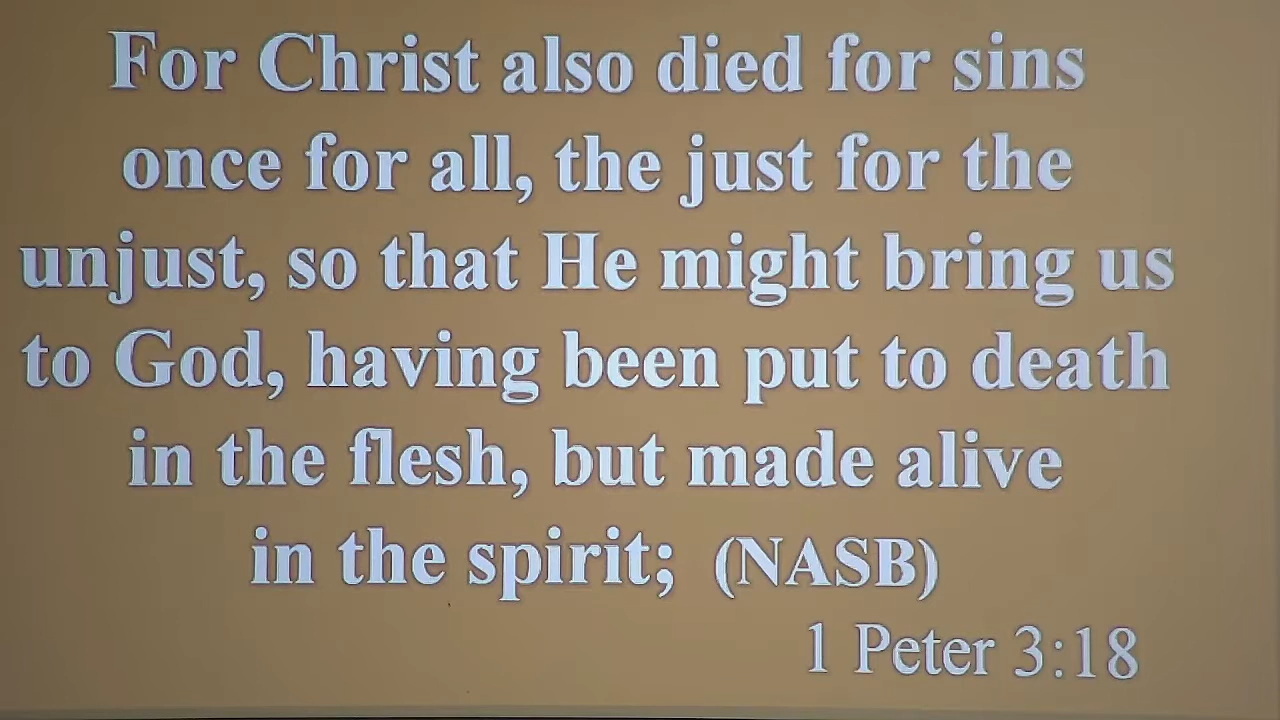 For Christ also died for sins
once for all, the just for the
unjust, so that He might bring us
to God, having been put to death
in the flesh, but made alive
in the spirit; (NASB)
1 Peter 3:18